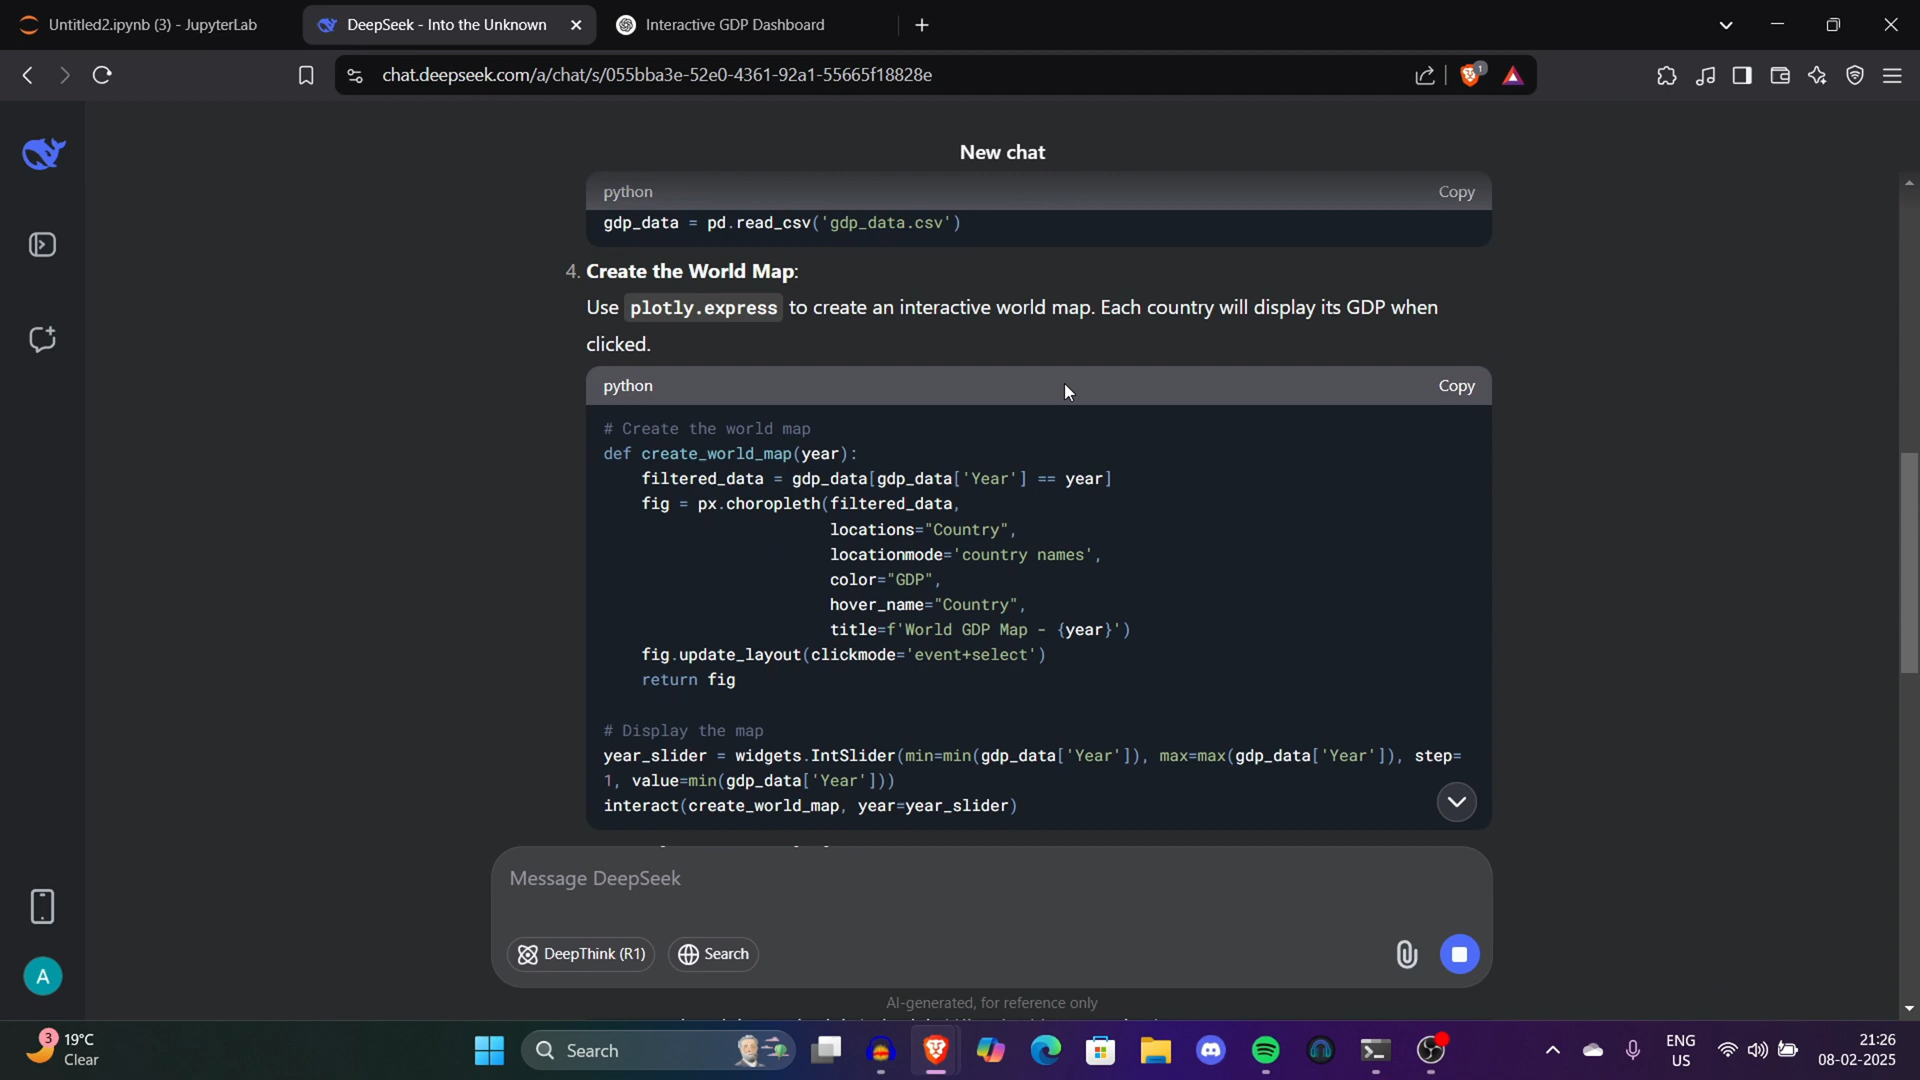 Untitled2.ipynb (3) - JupyterLab
DeepSeek - Into the Unknown
Interactive GDP Dashboard
chat.deepseek.com/a/chat/s/055bba3e-52e0-4361-92a1-55665f18828e
1
New chat
python
Copy
gdp_data = pd.read_csv('gdp_data.csv')
4. Create the World Map:
Use plotly.express to create an interactive world map. Each country will display its GDP when
clicked.
python
Copy
# Create the world map
def create_world_map(year):
    filtered_data = gdp_data[gdp_data['Year'] == year]
    fig = px.choropleth(filtered_data,
                        locations="Country",
                        locationmode='country names',
                        color="GDP",
                        hover_name="Country",
                        title=f'World GDP Map - {year}')
    fig.update_layout(clickmode='event+select')
    return fig
# Display the map
year_slider = widgets.IntSlider(min=min(gdp_data['Year']), max=max(gdp_data['Year']), step=
1, value=min(gdp_data['Year']))
interact(create_world_map, year=year_slider)
Message DeepSeek
DeepThink (R1)
Search
AI-generated, for reference only
A
3
19°C
Clear
Search
ENG
US
21:26
08-02-2025